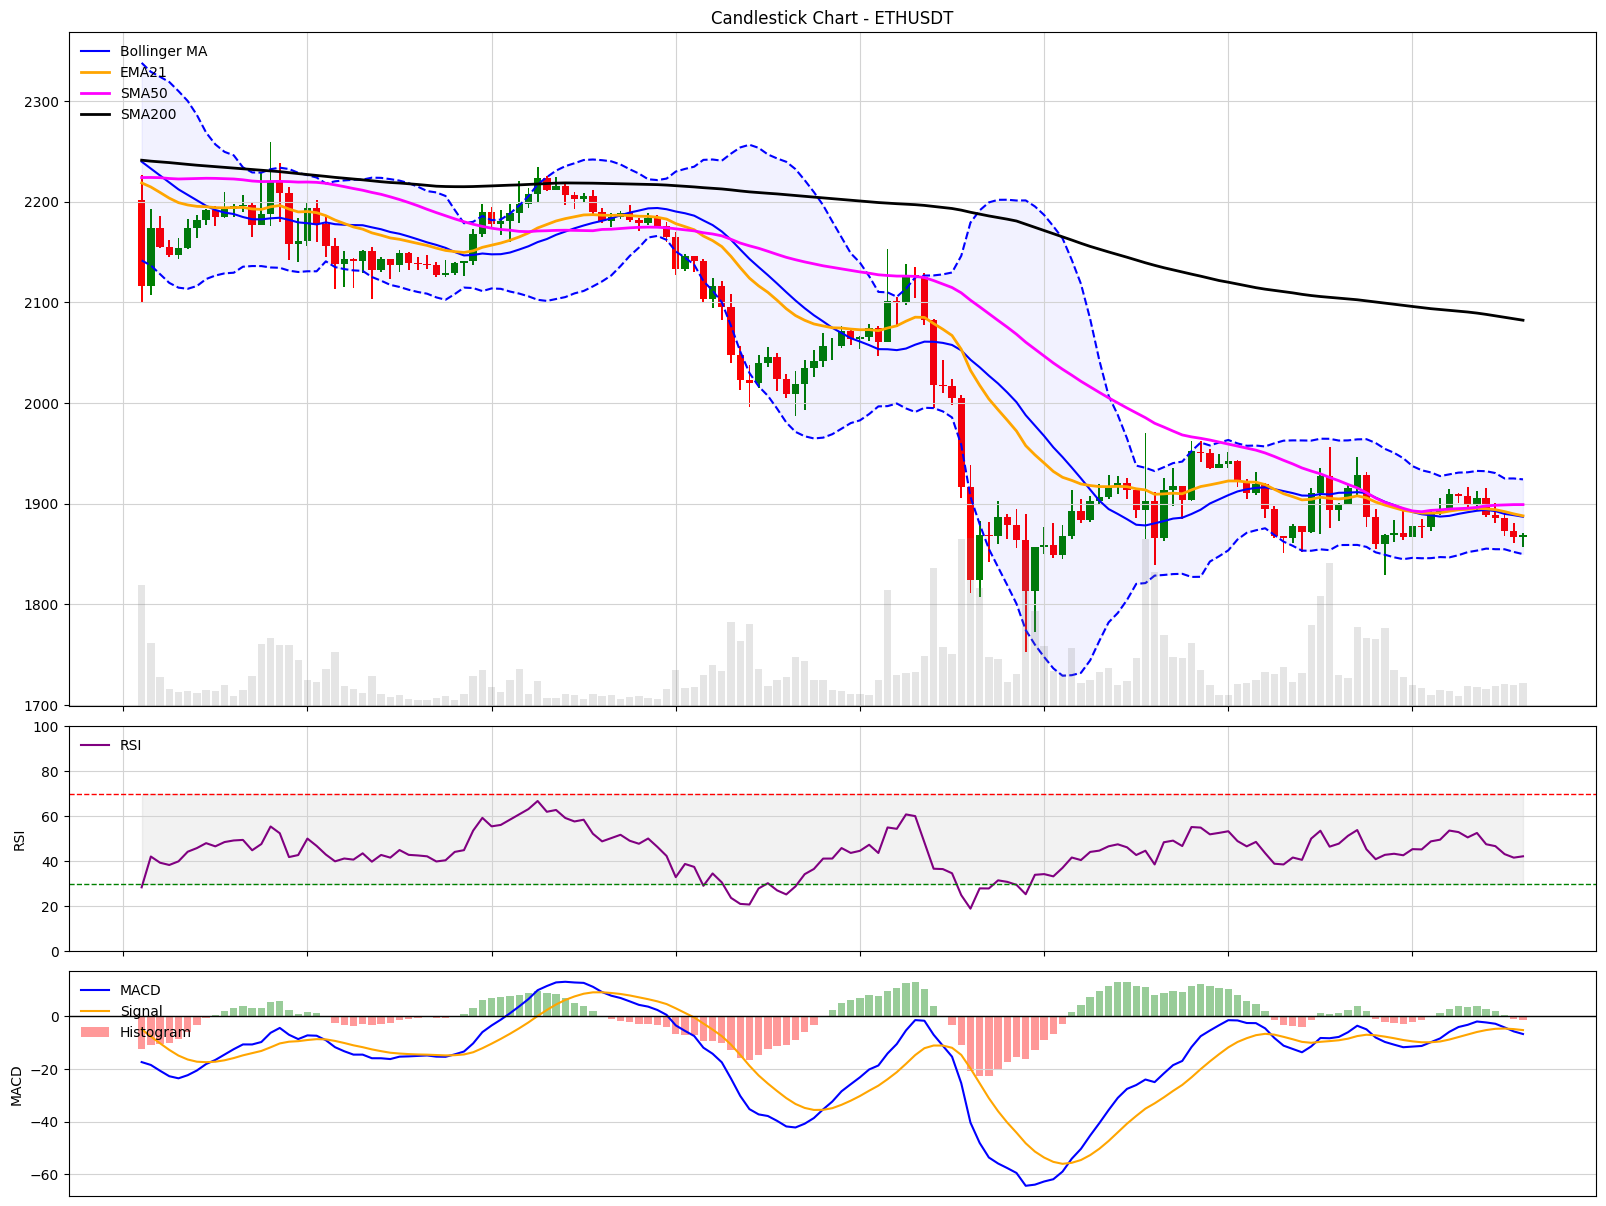 Candlestick Chart - ETHUSDT
Bollinger MA
EMA21
SMA50
SMA200
2300
2200
2100
2000
1900
1800
1700
RSI
100
80
60
40
20
0
RSI
MACD
Signal
Histogram
0
−20
−40
−60
MACD